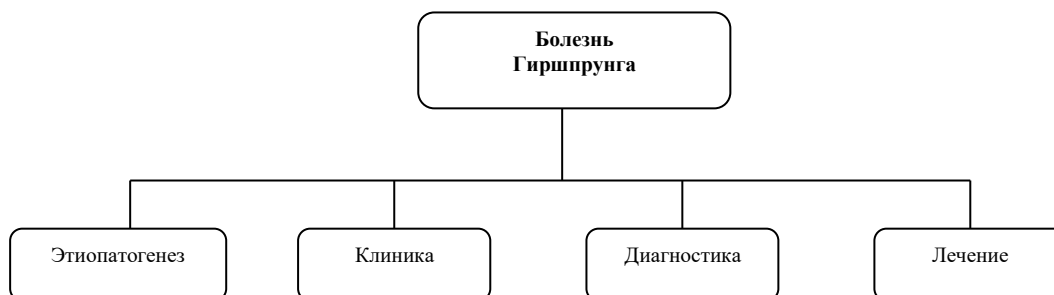 Болезнь
Гиршпрунга
Этиопатогенез
Клиника
Диагностика
Лечение